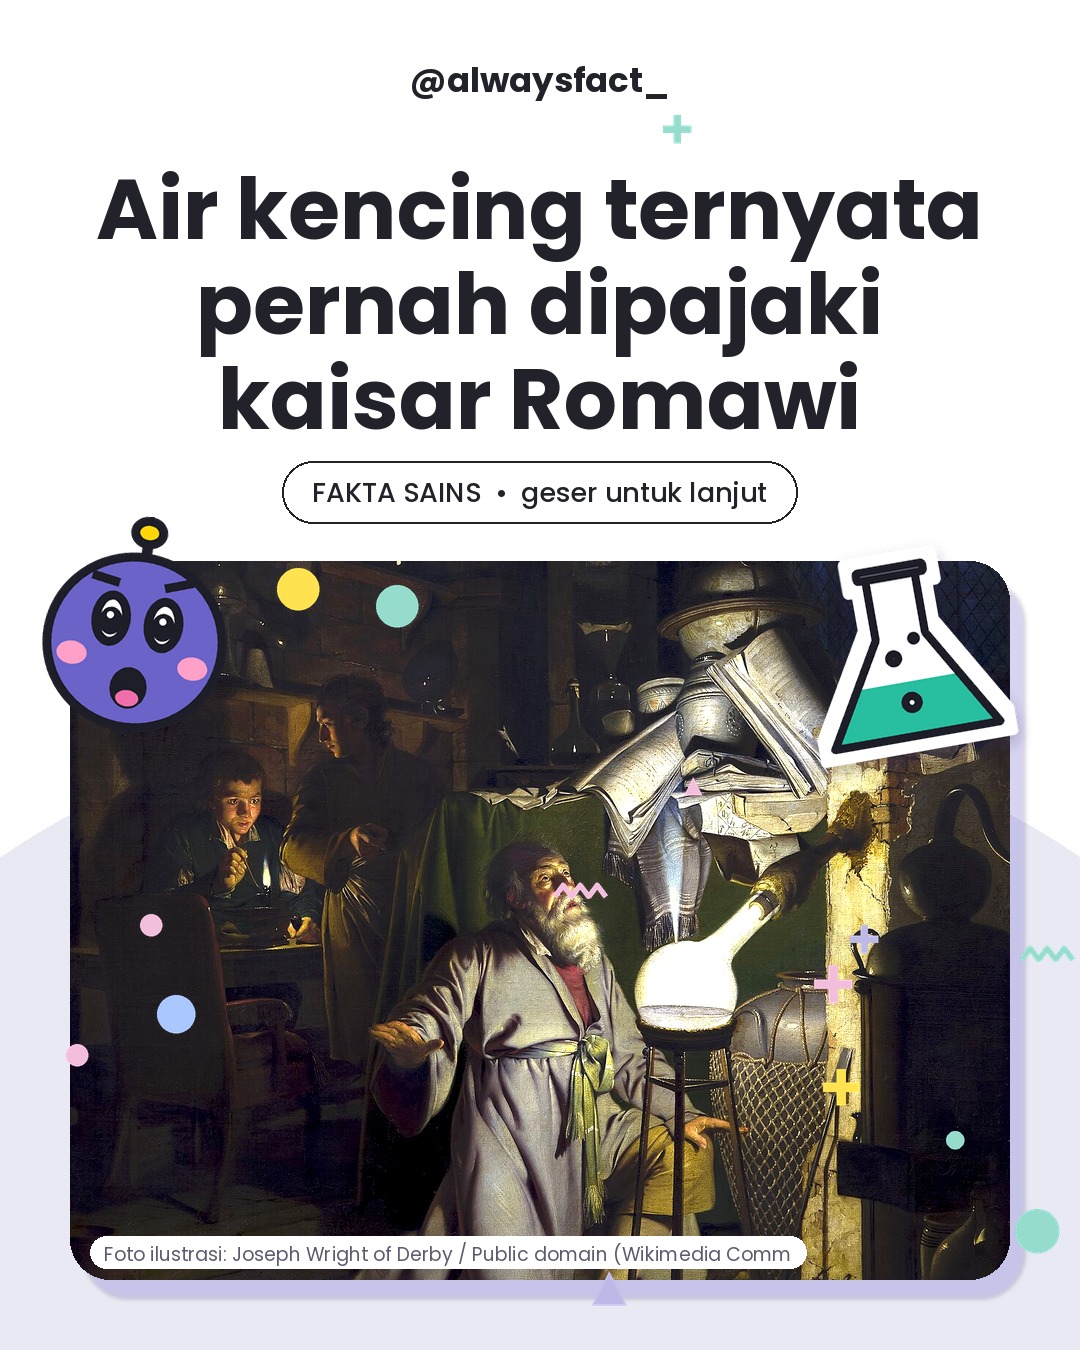 @alwaysfact_
Air kencing ternyata
pernah dipajaki
kaisar Romawi
FAKTA SAINS • geser untuk lanjut
Foto ilustrasi: Joseph Wright of Derby / Public domain (Wikimedia Comm